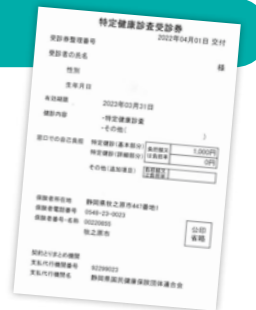 特定健康診査受診券
2022年04月01日 交付
受診券整理番号
受診者の氏名
様
性別
生年月日
有効期限
2023年03月31日
健診内容
・特定健康診査
・その他(
)
窓口での自己負担
特定健診(基本部分)
1,000円
特定健診(詳細部分)
0円
その他(追加項目)
保険者所在地
静岡県牧之原市447番地1
保険者電話番号
0548-23-0023
保険者番号・名称
00220855
牧之原市
公印
省略
契約とりまとめ機関
支払代行機関番号
92299022
支払代行機関名
静岡県国民健康保険団体連合会